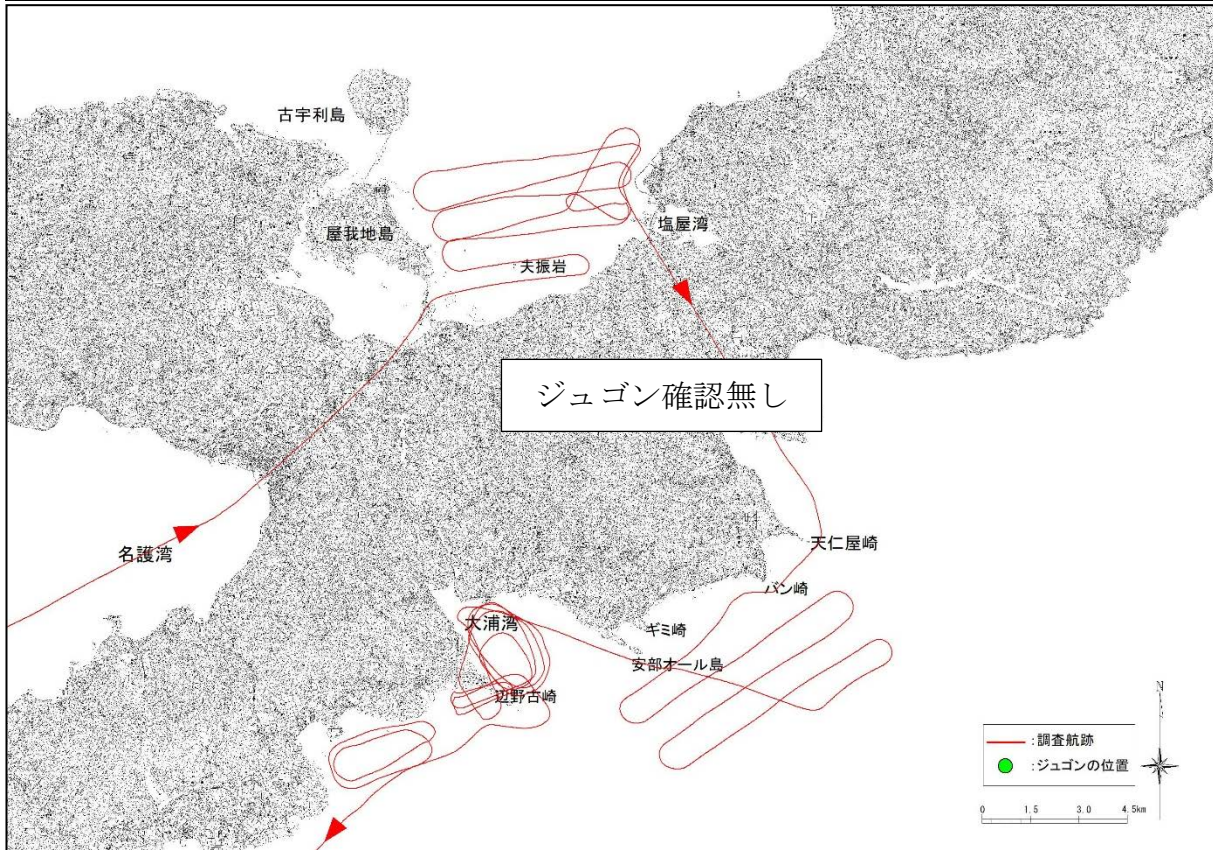 古宇利島
屋我地島
塩屋湾
夫振岩
ジュゴン確認無し
名護湾
天仁屋崎
バン崎
大浦湾
ギミ崎
安部オール島
辺野古崎
N
:調査航跡
:ジュゴンの位置
0 1.5 3.0 4.5km